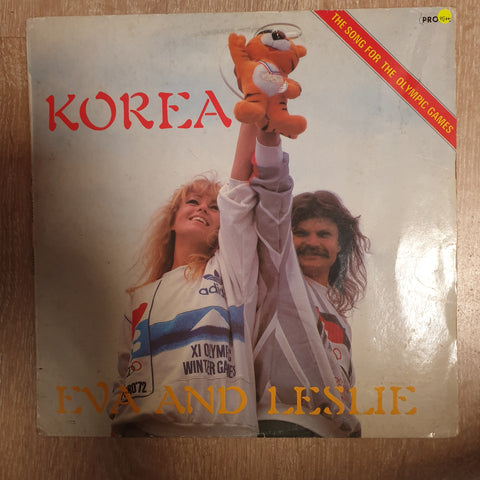 PRO
THE SONG FOR THE OLYMPIC GAMES
KOREA
adidas
XI OLYMPIC
WINTER GAMES
EVA AND LESLIE